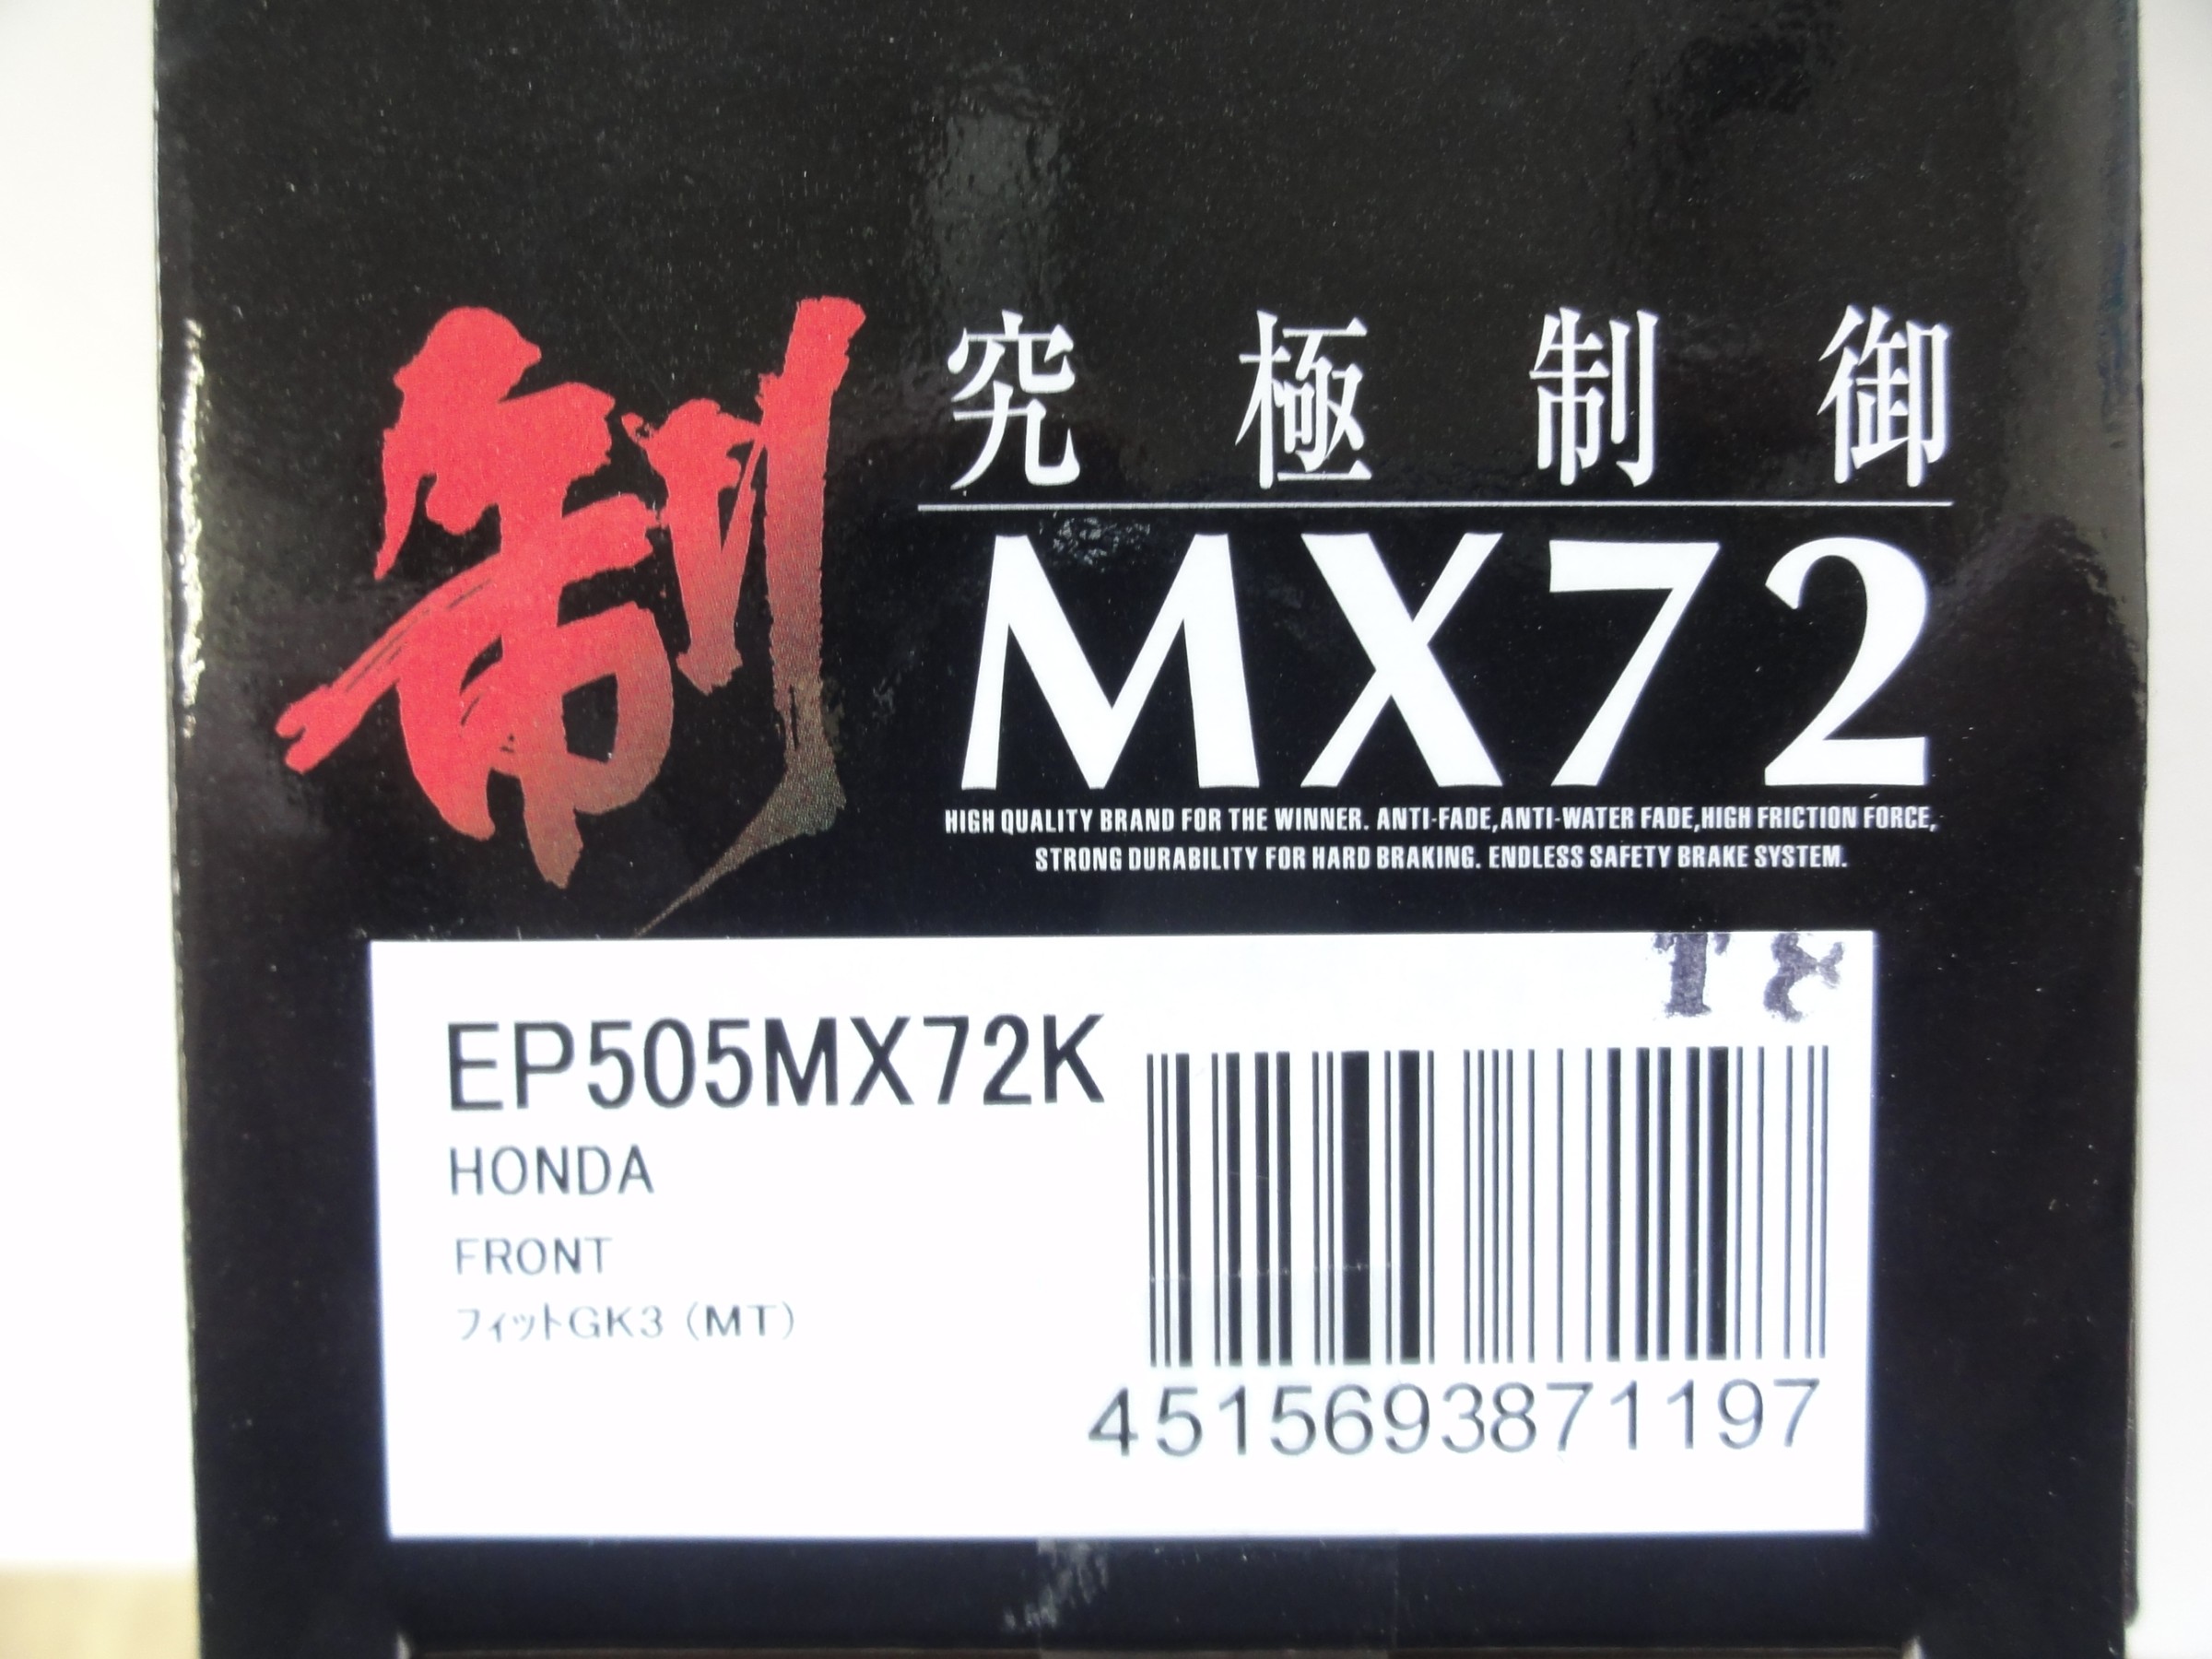 制
究極制御
MX72
HIGH QUALITY BRAND FOR THE WINNER. ANTI-FADE,ANTI-WATER FADE,HIGH FRICTION FORCE,
STRONG DURABILITY FOR HARD BRAKING. ENDLESS SAFETY BRAKE SYSTEM.
EP505MX72K
HONDA
FRONT
フィットGK3 (MT)
4515693871197